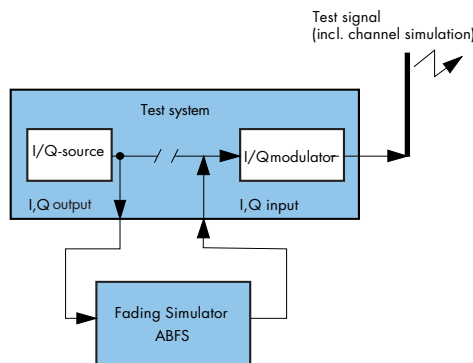 Test signal
(incl. channel simulation)
Test system
I/Q-source
I/Qmodulator
I,Q output
I,Q input
Fading Simulator
ABFS